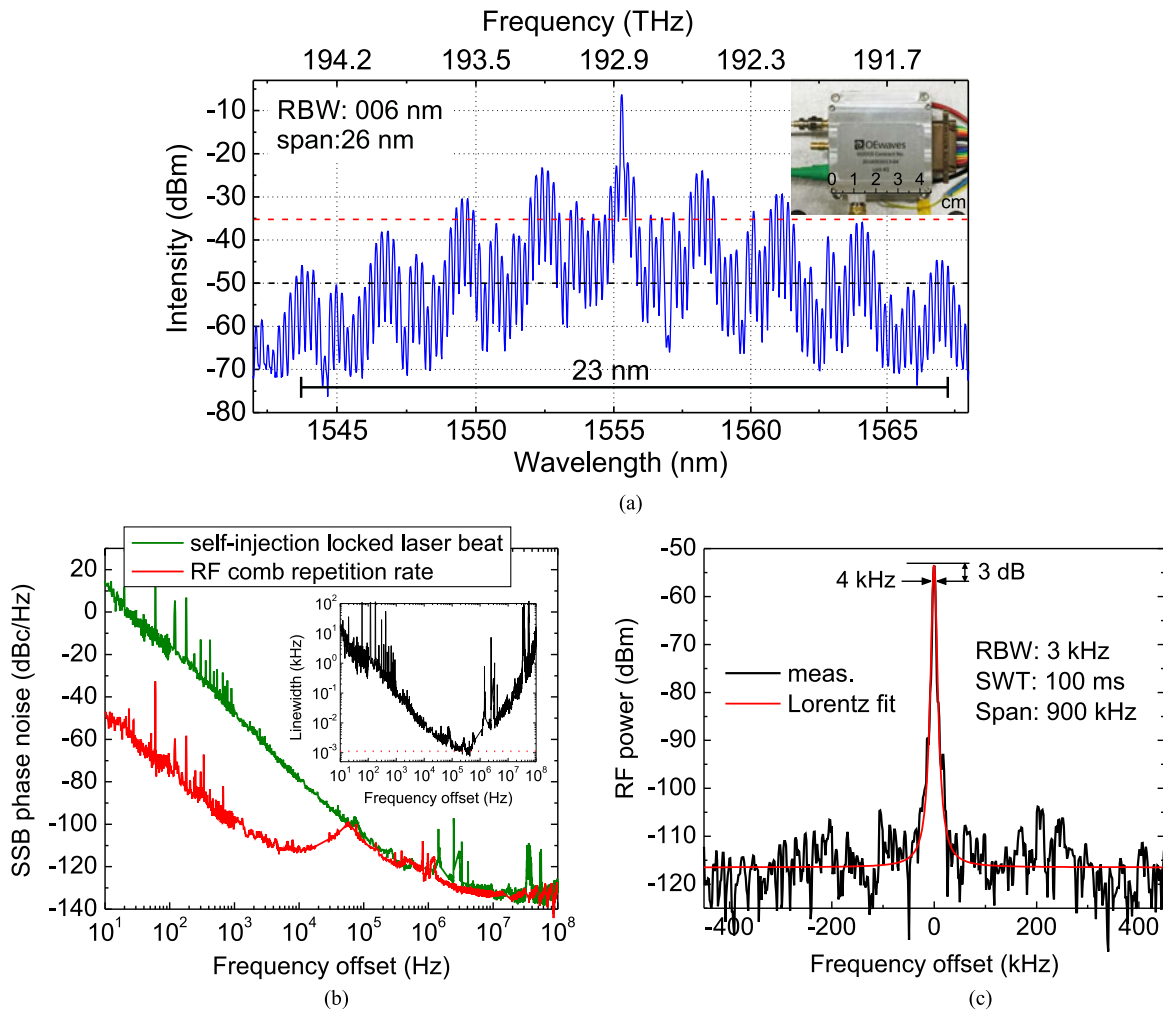 Frequency (THz)
194.2 193.5 192.9 192.3 191.7
RBW: 006 nm
span:26 nm
OEwaves
0 1 2 3 4
cm
Intensity (dBm)
-10
-20
-30
-40
-50
-60
-70
-80
23 nm
1545 1550 1555 1560 1565
Wavelength (nm)
(a)
self-injection locked laser beat
RF comb repetition rate
SSB phase noise (dBc/Hz)
20
0
-20
-40
-60
-80
-100
-120
-140
Linewidth (kHz)
10²
10¹
10⁰
10⁻¹
10⁻²
10⁻³
10¹ 10² 10³ 10⁴ 10⁵ 10⁶ 10⁷ 10⁸
Frequency offset (Hz)
10¹ 10² 10³ 10⁴ 10⁵ 10⁶ 10⁷ 10⁸
Frequency offset (Hz)
(b)
RF power (dBm)
-50
-60
-70
-80
-90
-100
-110
-120
4 kHz
3 dB
meas.
Lorentz fit
RBW: 3 kHz
SWT: 100 ms
Span: 900 kHz
-400 -200 0 200 400
Frequency offset (kHz)
(c)